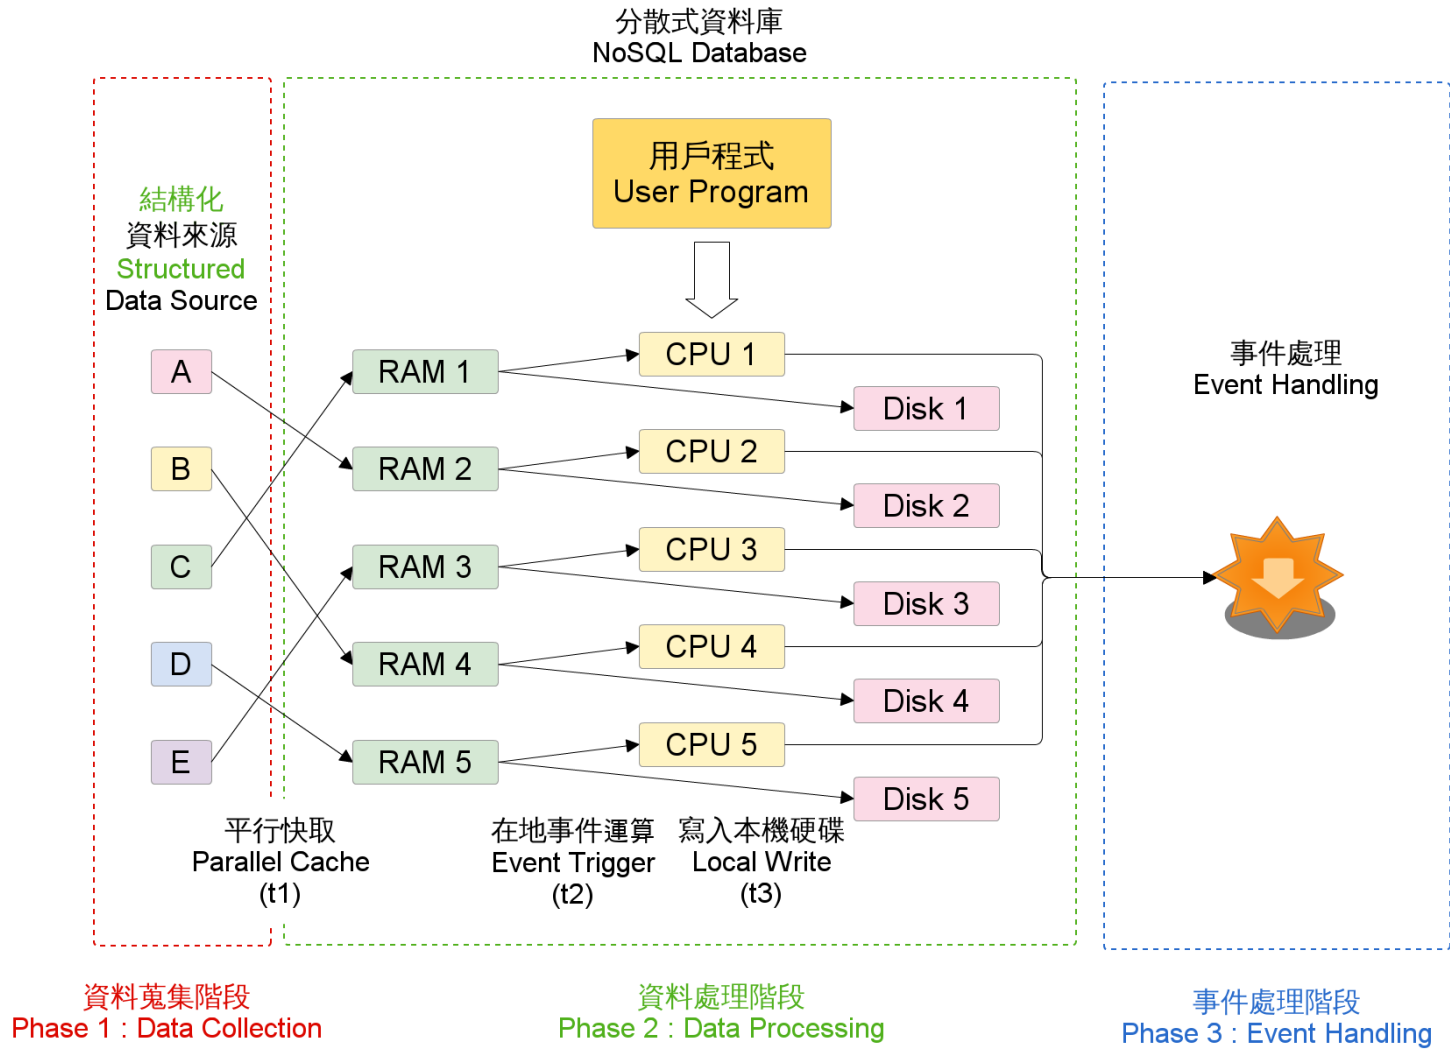 分散式資料庫
NoSQL Database
用戶程式
User Program
結構化
資料來源
Structured
Data Source
A
B
C
D
E
RAM 1
RAM 2
RAM 3
RAM 4
RAM 5
CPU 1
Disk 1
CPU 2
Disk 2
CPU 3
Disk 3
CPU 4
Disk 4
CPU 5
Disk 5
事件處理
Event Handling
平行快取
Parallel Cache
(t1)
在地事件運算
Event Trigger
(t2)
寫入本機硬碟
Local Write
(t3)
資料蒐集階段
Phase 1 : Data Collection
資料處理階段
Phase 2 : Data Processing
事件處理階段
Phase 3 : Event Handling